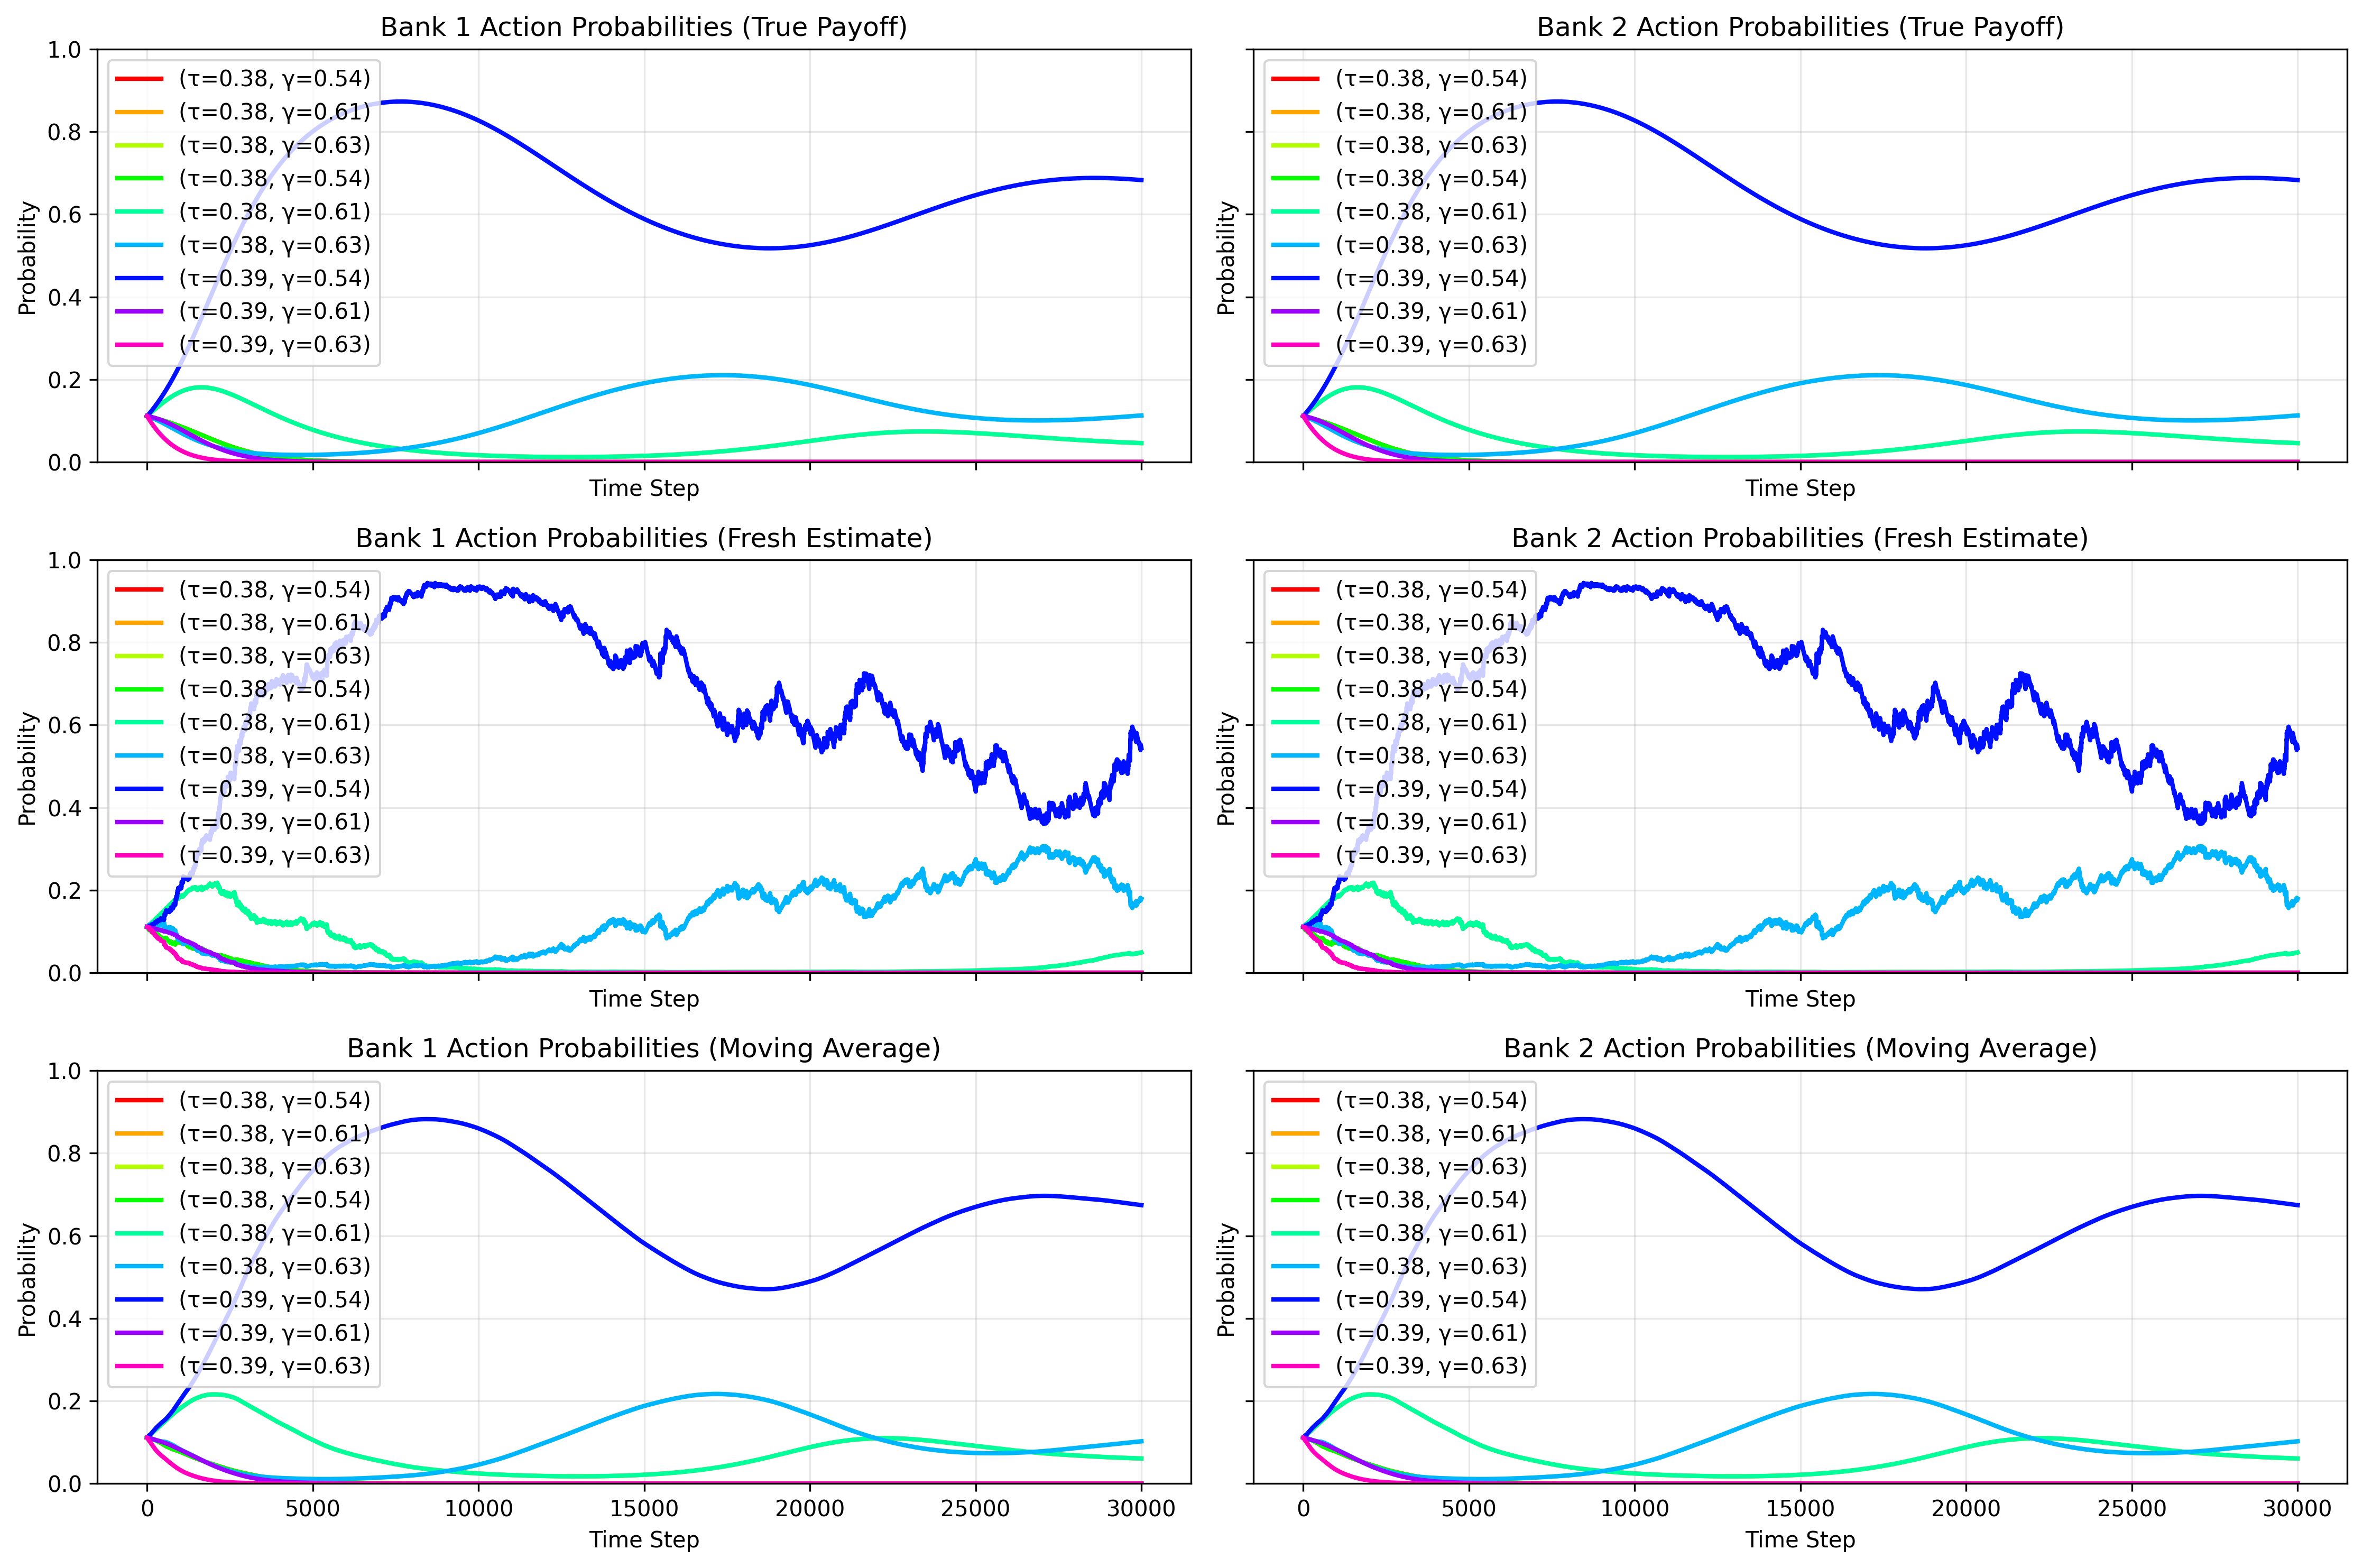 Bank 1 Action Probabilities (True Payoff)
1.0
0.8
0.6
0.4
0.2
0.0
Probability
(τ=0.38, γ=0.54)
(τ=0.38, γ=0.61)
(τ=0.38, γ=0.63)
(τ=0.38, γ=0.54)
(τ=0.38, γ=0.61)
(τ=0.38, γ=0.63)
(τ=0.39, γ=0.54)
(τ=0.39, γ=0.61)
(τ=0.39, γ=0.63)
Time Step
Bank 2 Action Probabilities (True Payoff)
Probability
(τ=0.38, γ=0.54)
(τ=0.38, γ=0.61)
(τ=0.38, γ=0.63)
(τ=0.38, γ=0.54)
(τ=0.38, γ=0.61)
(τ=0.38, γ=0.63)
(τ=0.39, γ=0.54)
(τ=0.39, γ=0.61)
(τ=0.39, γ=0.63)
Time Step
Bank 1 Action Probabilities (Fresh Estimate)
1.0
0.8
0.6
0.4
0.2
0.0
Probability
(τ=0.38, γ=0.54)
(τ=0.38, γ=0.61)
(τ=0.38, γ=0.63)
(τ=0.38, γ=0.54)
(τ=0.38, γ=0.61)
(τ=0.38, γ=0.63)
(τ=0.39, γ=0.54)
(τ=0.39, γ=0.61)
(τ=0.39, γ=0.63)
Time Step
Bank 2 Action Probabilities (Fresh Estimate)
Probability
(τ=0.38, γ=0.54)
(τ=0.38, γ=0.61)
(τ=0.38, γ=0.63)
(τ=0.38, γ=0.54)
(τ=0.38, γ=0.61)
(τ=0.38, γ=0.63)
(τ=0.39, γ=0.54)
(τ=0.39, γ=0.61)
(τ=0.39, γ=0.63)
Time Step
Bank 1 Action Probabilities (Moving Average)
1.0
0.8
0.6
0.4
0.2
0.0
Probability
(τ=0.38, γ=0.54)
(τ=0.38, γ=0.61)
(τ=0.38, γ=0.63)
(τ=0.38, γ=0.54)
(τ=0.38, γ=0.61)
(τ=0.38, γ=0.63)
(τ=0.39, γ=0.54)
(τ=0.39, γ=0.61)
(τ=0.39, γ=0.63)
0 5000 10000 15000 20000 25000 30000
Time Step
Bank 2 Action Probabilities (Moving Average)
Probability
(τ=0.38, γ=0.54)
(τ=0.38, γ=0.61)
(τ=0.38, γ=0.63)
(τ=0.38, γ=0.54)
(τ=0.38, γ=0.61)
(τ=0.38, γ=0.63)
(τ=0.39, γ=0.54)
(τ=0.39, γ=0.61)
(τ=0.39, γ=0.63)
0 5000 10000 15000 20000 25000 30000
Time Step